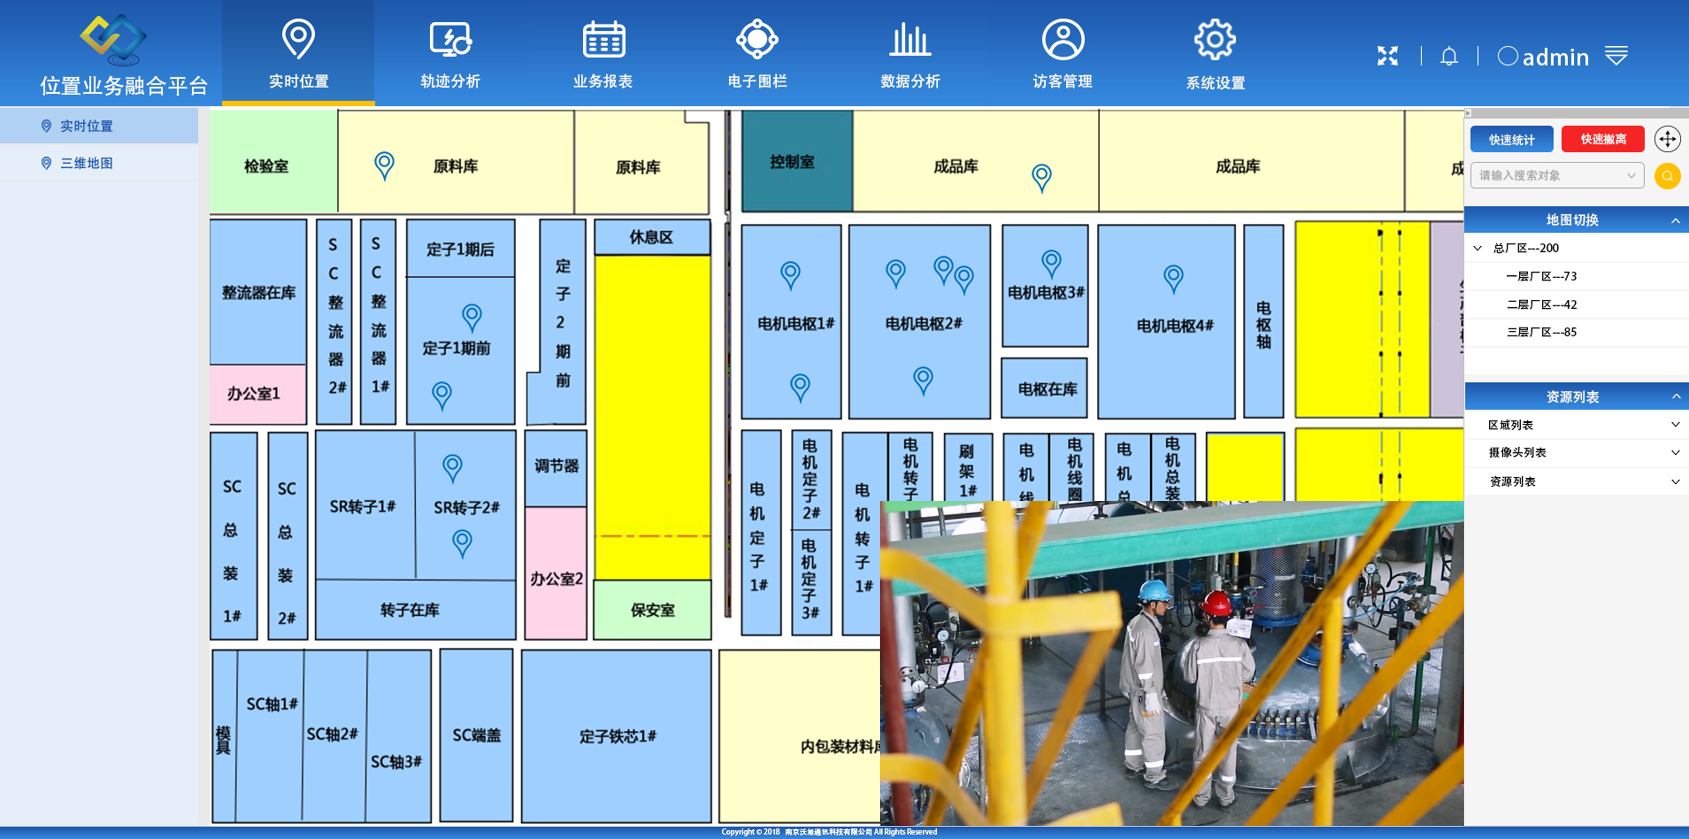 位置业务融合平台
实时位置
轨迹分析
业务报表
电子围栏
数据分析
访客管理
系统设置
admin
实时位置
三维地图
检验室
原料库
原料库
控制室
成品库
成品库
整流器在库
办公室1
SC整流器2#
SC整流器1#
定子1期后
定子1期前
定子2期前
休息区
电机电枢1#
电机电枢2#
电机电枢3#
电枢在库
电机电枢4#
电枢轴
SC总装1#
SC总装2#
SR转子1#
SR转子2#
转子在库
调节器
办公室2
保安室
电机定子1#
电机定子2#
电机定子3#
电机转子1#
电机转子
刷架1#
电机线
电机线圈
电机总
电机总装
模具
SC轴1#
SC轴2#
SC轴3#
SC端盖
定子铁芯1#
内包装材料库
快速统计
快速撤离
请输入搜索对象
地图切换
总厂区---200
一层厂区---73
二层厂区---42
三层厂区---85
资源列表
区域列表
摄像头列表
资源列表
Copyright © 2018 南京沃旭通讯科技有限公司 All Rights Reserved